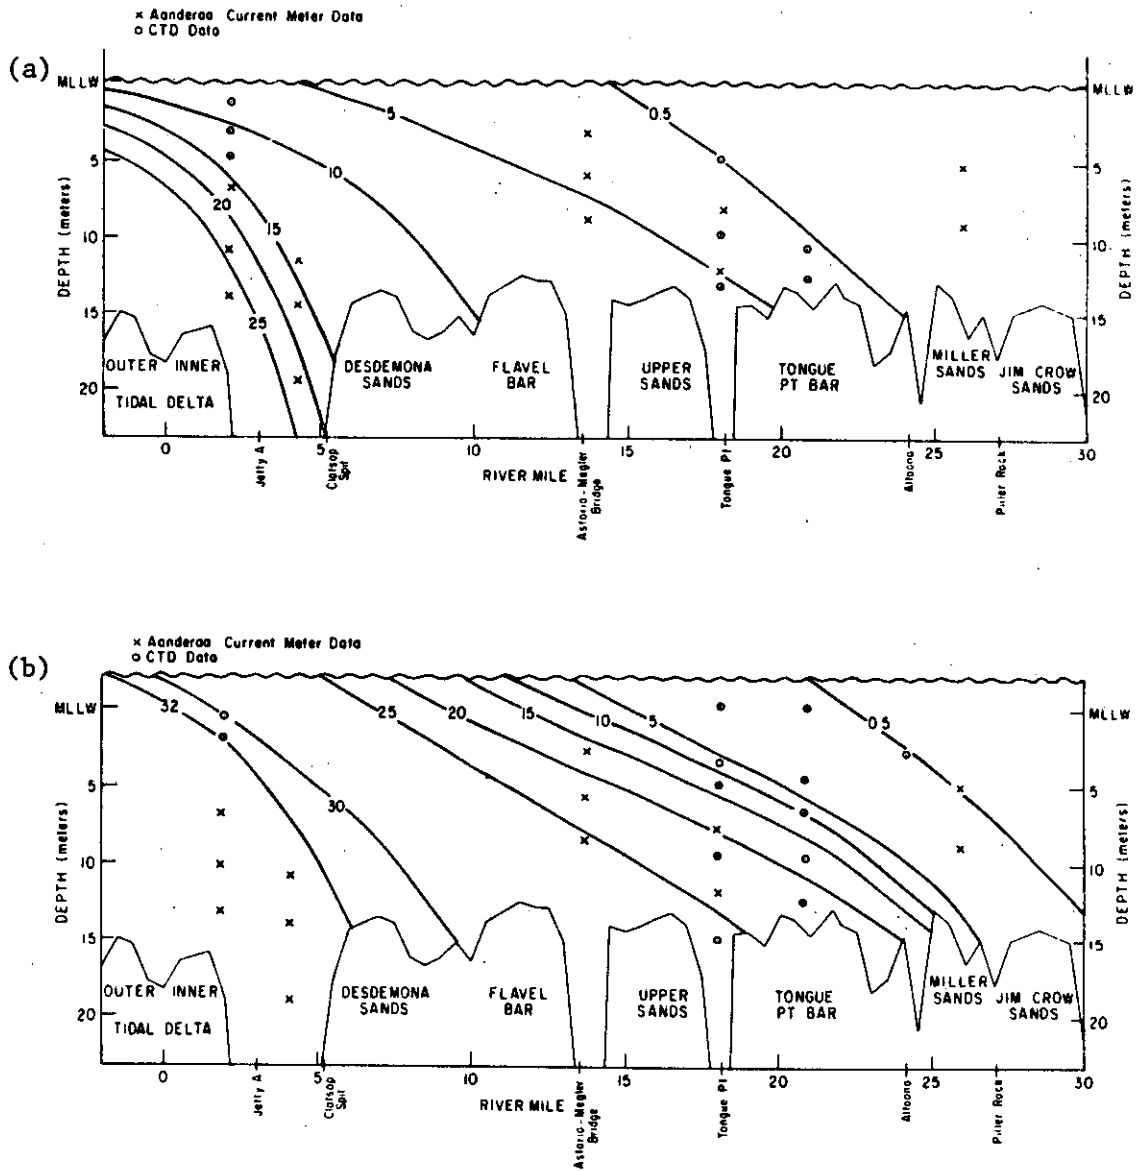 × Aanderaa Current Meter Data
o CTD Data
(a)
MLLW
MLLW
5
0.5
5
5
10
15
20
10
10
25
15
15
OUTER INNER
TIDAL DELTA
DESDEMONA SANDS
FLAVEL BAR
UPPER SANDS
TONGUE PT BAR
MILLER SANDS
JIM CROW SANDS
20
20
DEPTH (meters)
DEPTH (meters)
0
5
10
15
20
25
30
RIVER MILE
Jetty A
Clatsop Spit
Astoria-Megler Bridge
Tongue Pt
Altoona
Pillar Rock
× Aanderaa Current Meter Data
o CTD Data
(b)
MLLW
MLLW
32
25
20
15
10
5
0.5
5
5
30
10
10
15
15
OUTER INNER
TIDAL DELTA
DESDEMONA SANDS
FLAVEL BAR
UPPER SANDS
TONGUE PT BAR
MILLER SANDS
JIM CROW SANDS
20
20
DEPTH (meters)
DEPTH (meters)
0
5
10
15
20
25
30
RIVER MILE
Jetty A
Clatsop Spit
Astoria-Megler Bridge
Tongue Pt
Altoona
Pillar Rock